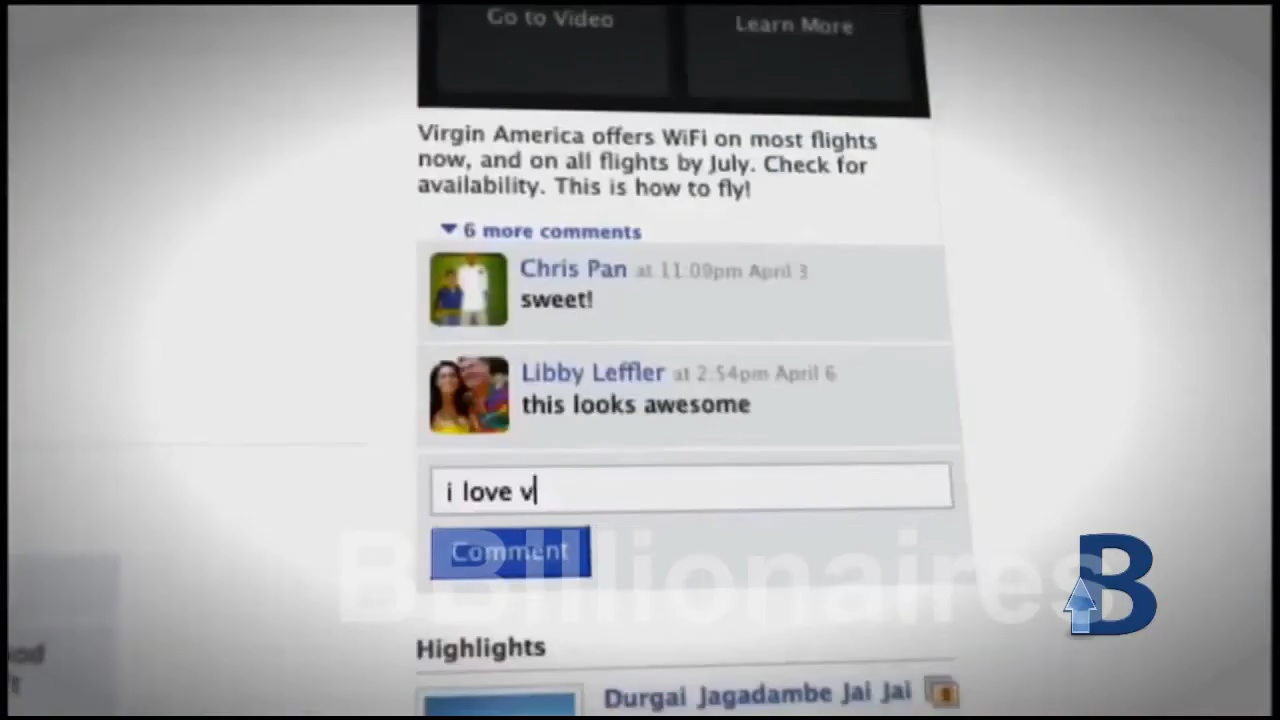 Go to Video
Learn More
Virgin America offers WiFi on most flights
now, and on all flights by July. Check for
availability. This is how to fly!
6 more comments
Chris Pan at 11:09pm April 3
sweet!
Libby Leffler at 2:54pm April 6
this looks awesome
i love v
Comment
BBillionaires
B
Highlights
Durgai Jagadambe Jai Jai